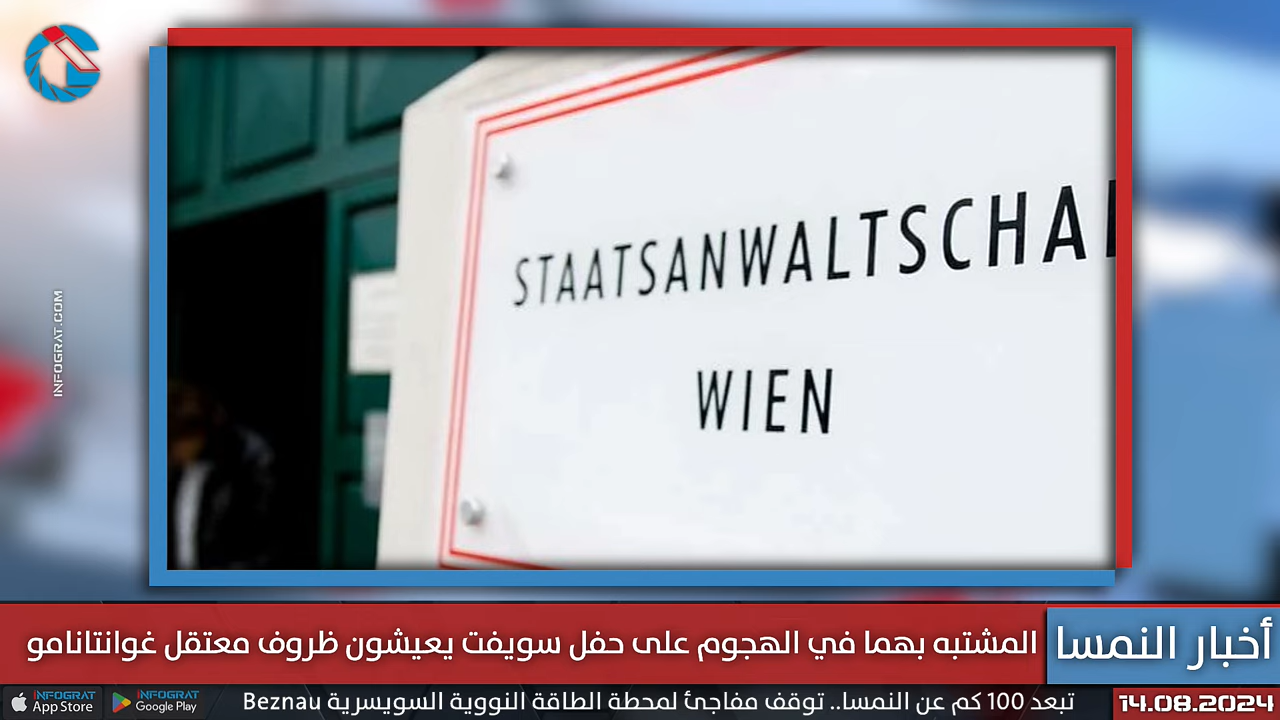 INFOGRAT.COM
STAATSANWALTSCHA
WIEN
أخبار النمسا
المشتبه بهما في الهجوم على حفل سويفت يعيشون ظروف معتقل غوانتانامو
14.08.2024
تبعد 100 كم عن النمسا.. توقف مفاجئ لمحطة الطاقة النووية السويسرية Beznau
INFOGRAT
App Store
INFOGRAT
Google Play